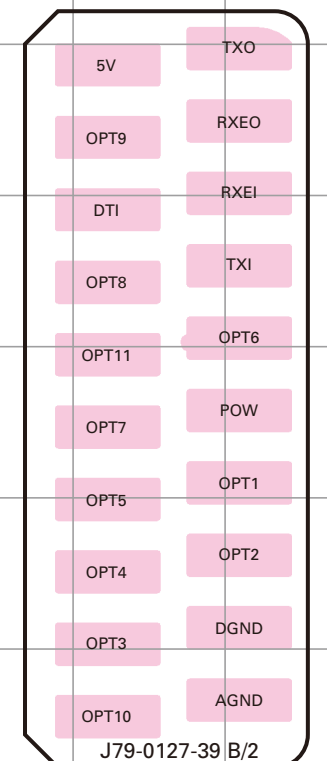 TXO
5V
RXEO
OPT9
RXEI
DTI
TXI
OPT8
OPT6
OPT11
POW
OPT7
OPT1
OPT5
OPT2
OPT4
DGND
OPT3
AGND
OPT10
J79-0127-39 B/2